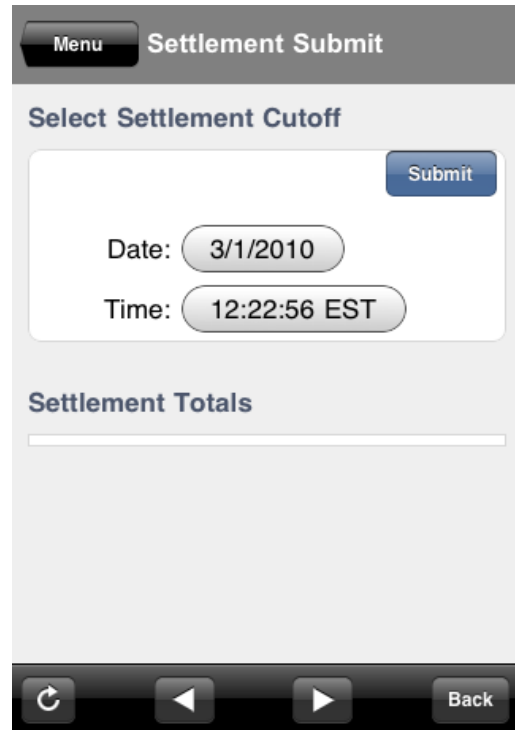 Menu Settlement Submit
Select Settlement Cutoff
Submit
Date: 3/1/2010
Time: 12:22:56 EST
Settlement Totals
Back